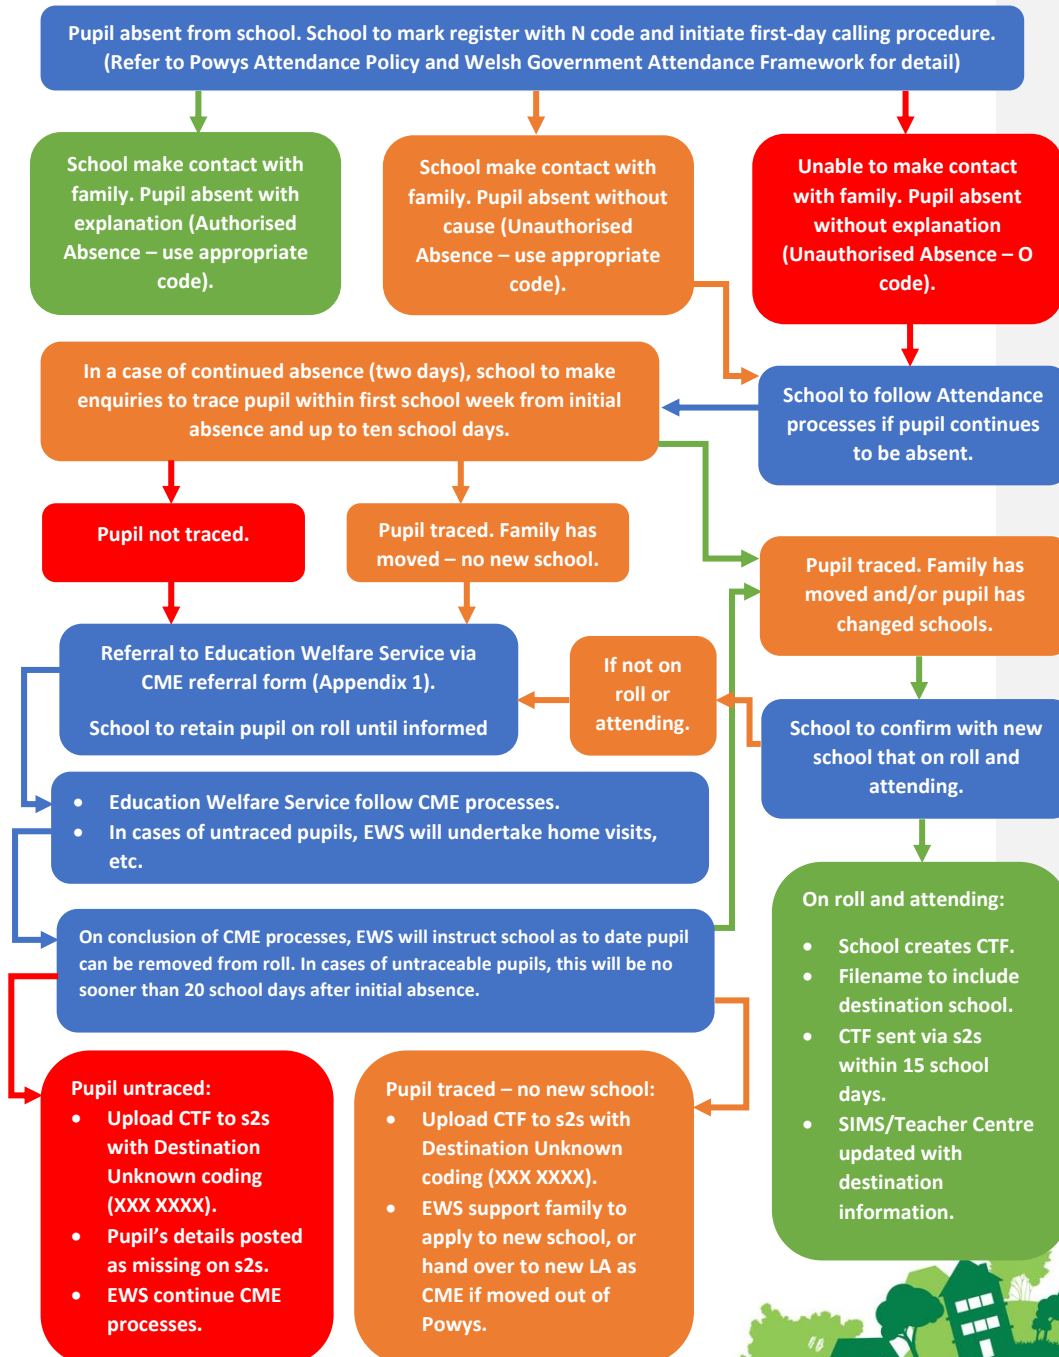 Pupil absent from school. School to mark register with N code and initiate first-day calling procedure.
(Refer to Powys Attendance Policy and Welsh Government Attendance Framework for detail)
School make contact with
family. Pupil absent with
explanation (Authorised
Absence – use appropriate
code).
School make contact with
family. Pupil absent without
cause (Unauthorised
Absence – use appropriate
code).
Unable to make contact
with family. Pupil absent
without explanation
(Unauthorised Absence – O
code).
In a case of continued absence (two days), school to make
enquiries to trace pupil within first school week from initial
absence and up to ten school days.
School to follow Attendance
processes if pupil continues
to be absent.
Pupil not traced.
Pupil traced. Family has
moved – no new school.
Pupil traced. Family has
moved and/or pupil has
changed schools.
Referral to Education Welfare Service via
CME referral form (Appendix 1).
School to retain pupil on roll until informed
If not on
roll or
attending.
School to confirm with new
school that on roll and
attending.
• Education Welfare Service follow CME processes.
• In cases of untraced pupils, EWS will undertake home visits,
etc.
On conclusion of CME processes, EWS will instruct school as to date pupil
can be removed from roll. In cases of untraceable pupils, this will be no
sooner than 20 school days after initial absence.
On roll and attending:
• School creates CTF.
• Filename to include
destination school.
• CTF sent via s2s
within 15 school
days.
• SIMS/Teacher Centre
updated with
destination
information.
Pupil untraced:
• Upload CTF to s2s
with Destination
Unknown coding
(XXX XXXX).
• Pupil's details posted
as missing on s2s.
• EWS continue CME
processes.
Pupil traced – no new school:
• Upload CTF to s2s with
Destination Unknown
coding (XXX XXXX).
• EWS support family to
apply to new school, or
hand over to new LA as
CME if moved out of
Powys.